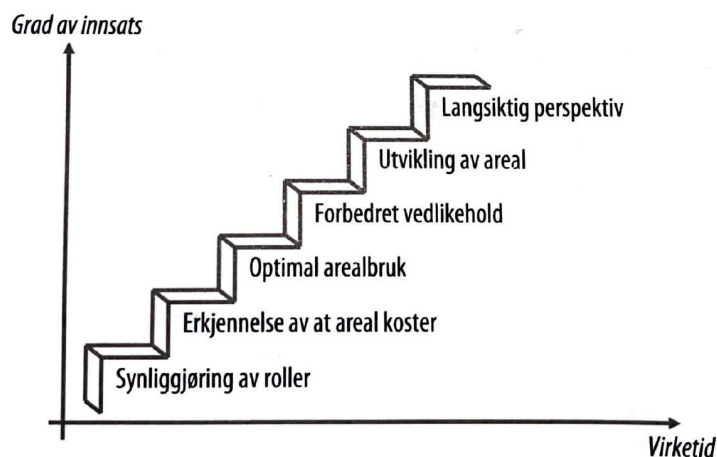 Grad av innsats
Langsiktig perspektiv
Utvikling av areal
Forbedret vedlikehold
Optimal arealbruk
Erkjennelse av at areal koster
Synliggjøring av roller
Virketid